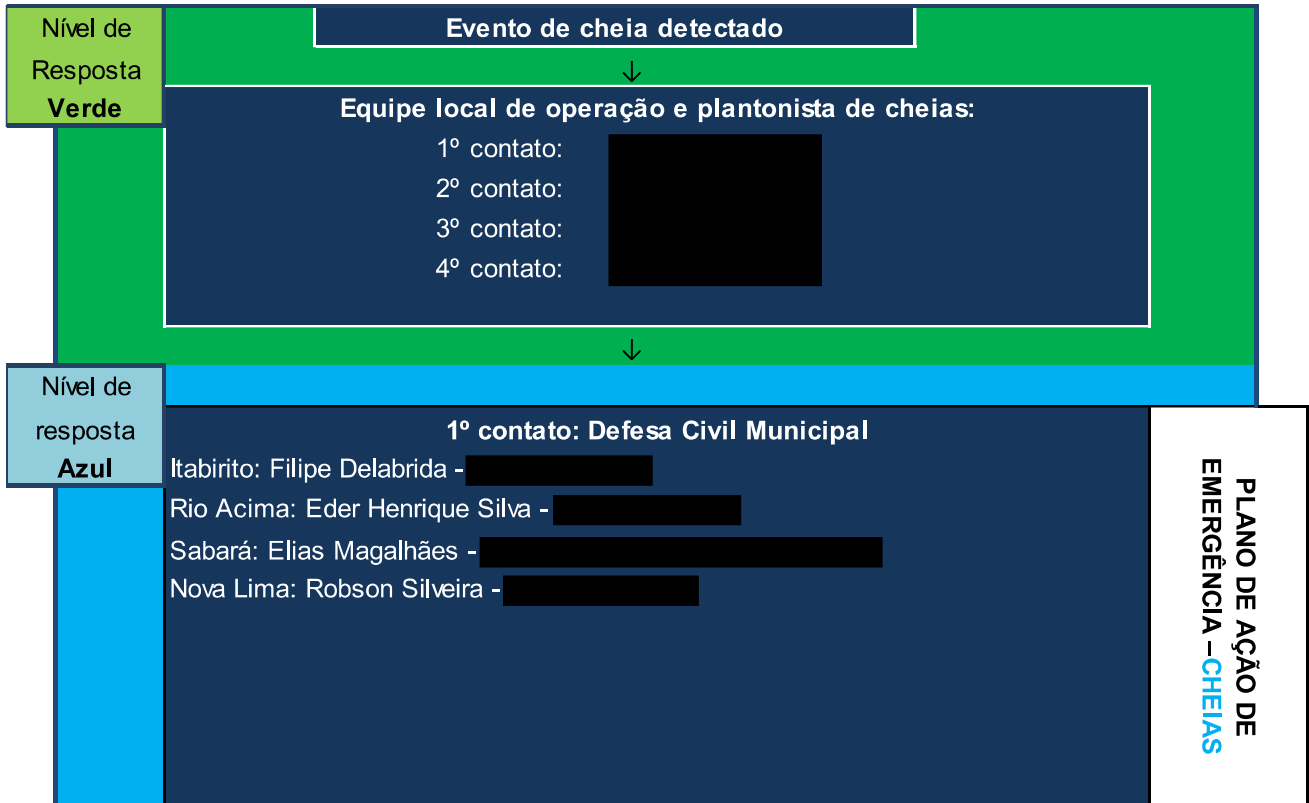 Nível de
Resposta
Verde
Evento de cheia detectado
↓
Equipe local de operação e plantonista de cheias:
1º contato:
2º contato:
3º contato:
4º contato:
↓
Nível de
resposta
Azul
1º contato: Defesa Civil Municipal
Itabirito: Filipe Delabrida -
Rio Acima: Eder Henrique Silva -
Sabará: Elias Magalhães -
Nova Lima: Robson Silveira -
PLANO DE AÇÃO DE
EMERGÊNCIA –CHEIAS